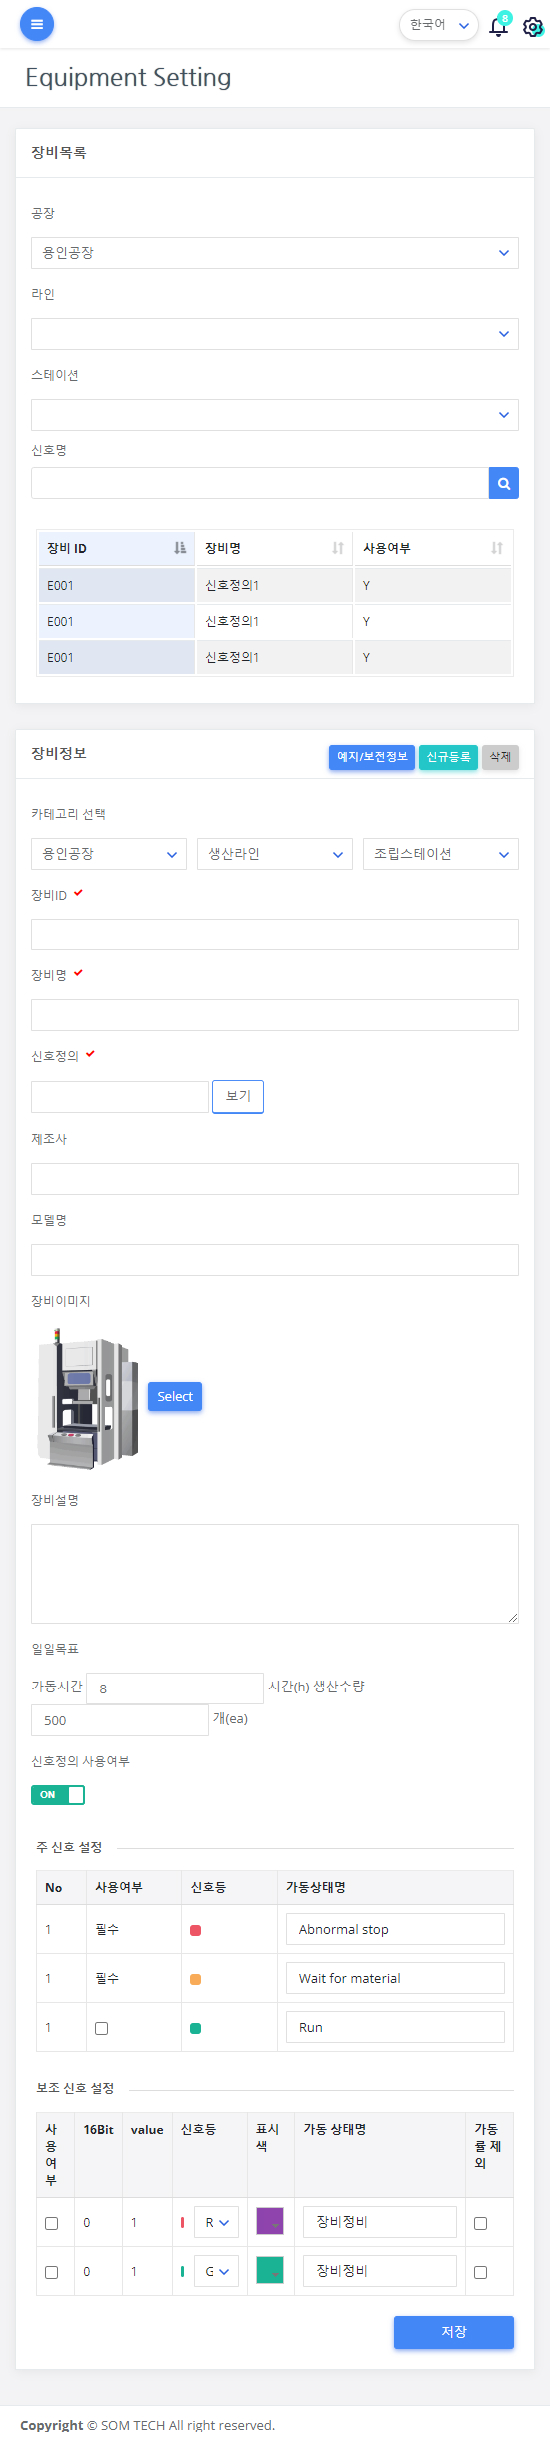 한국어
8
Equipment Setting
장비목록
공장
용인공장
라인
스테이션
신호명
장비 ID 장비명 사용여부
E001 신호정의1 Y
E001 신호정의1 Y
E001 신호정의1 Y
장비정보 예지/보전정보 신규등록 삭제
카테고리 선택
용인공장 생산라인 조립스테이션
장비ID
장비명
신호정의
보기
제조사
모델명
장비이미지
Select
장비설명
일일목표
가동시간 8 시간(h) 생산수량
500 개(ea)
신호정의 사용여부
ON
주 신호 설정
No 사용여부 신호등 가동상태명
1 필수 Abnormal stop
1 필수 Wait for material
1 Run
보조 신호 설정
사용여부 16Bit value 신호등 표시색 가동 상태명 가동률 제외
0 1 R 장비정비
0 1 G 장비정비
저장
Copyright © SOM TECH All right reserved.